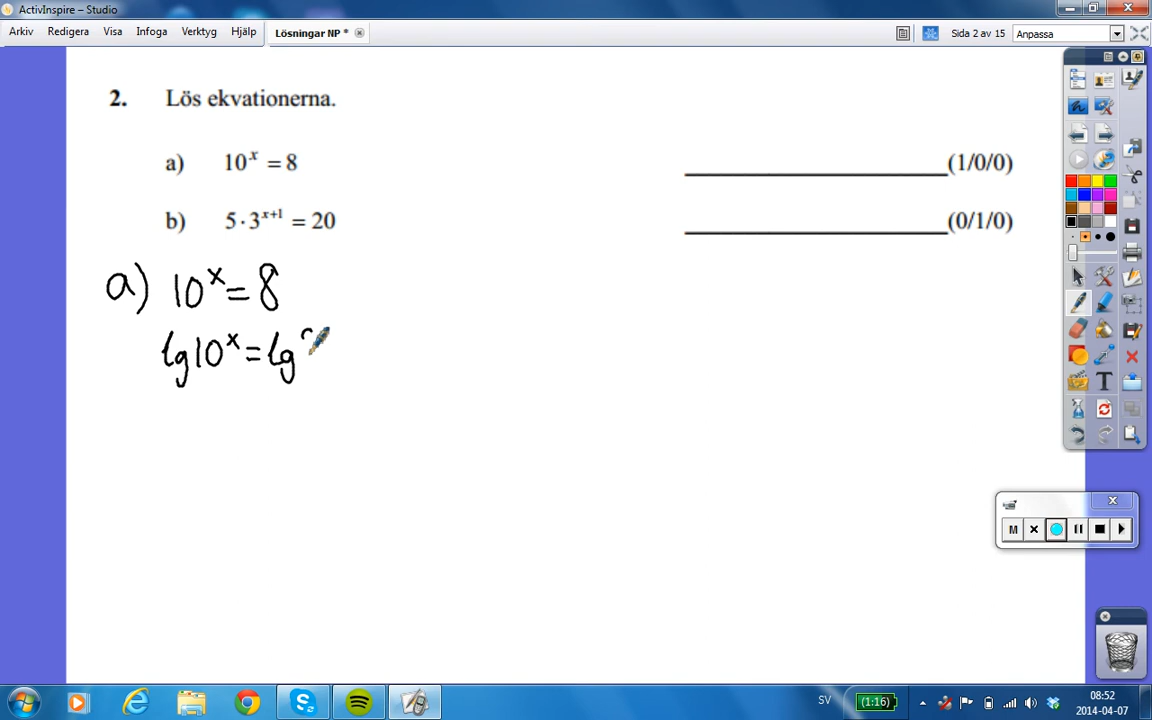 ActivInspire – Studio
Arkiv Redigera Visa Infoga Verktyg Hjälp Lösningar NP * Sida 2 av 15 Anpassa
2. Lös ekvationerna.
a) 10^x = 8 (1/0/0)
b) 5 · 3^{x+1} = 20 (0/1/0)
a) 10^x = 8
lg 10^x = lg
M
SV (1:16) 08:52
2014-04-07